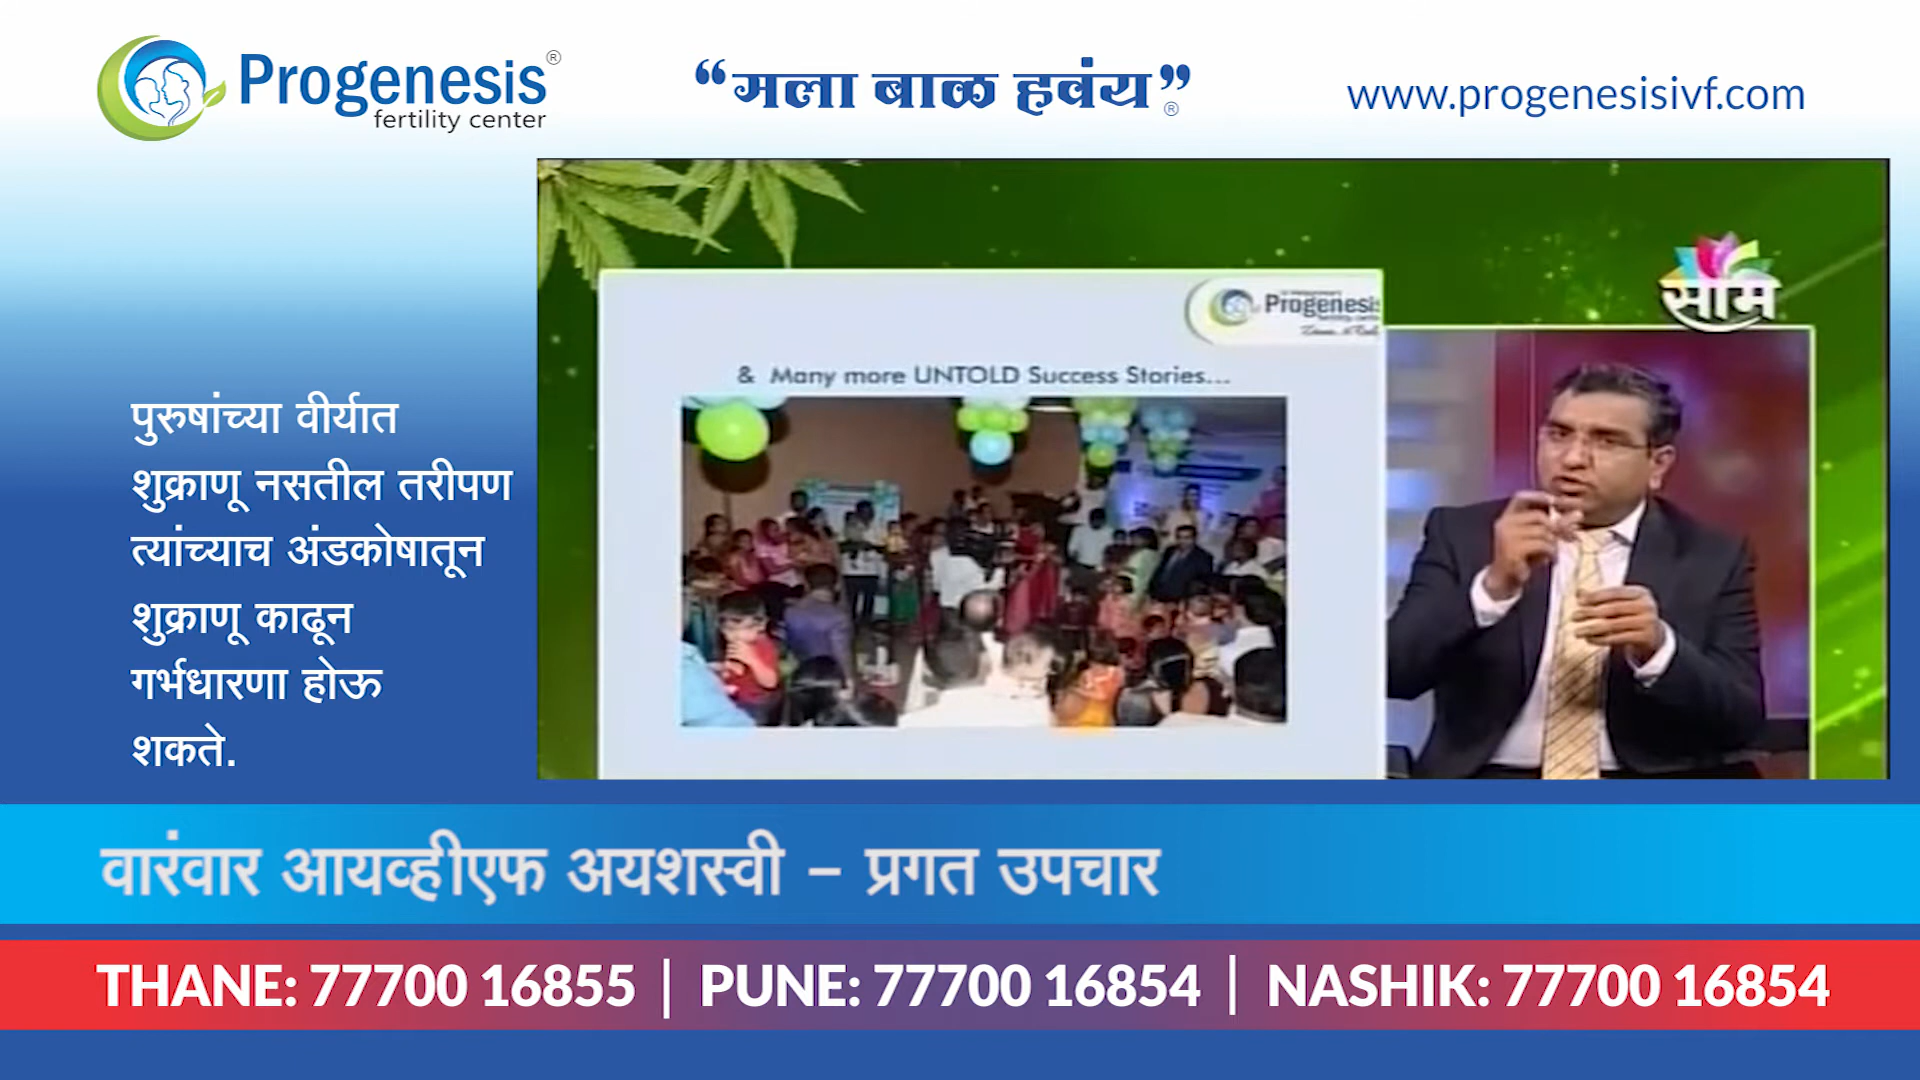 Progenesis®
fertility center
“मला बाळ हवंय”®
www.progenesisivf.com
पुरुषांच्या वीर्यात
शुक्राणू नसतील तरीपण
त्यांच्याच अंडकोषातून
शुक्राणू काढून
गर्भधारणा होऊ
शकते.
साम
Progenesis
& Many more UNTOLD Success Stories...
वारंवार आयव्हीएफ अयशस्वी – प्रगत उपचार
THANE: 77700 16855 | PUNE: 77700 16854 | NASHIK: 77700 16854